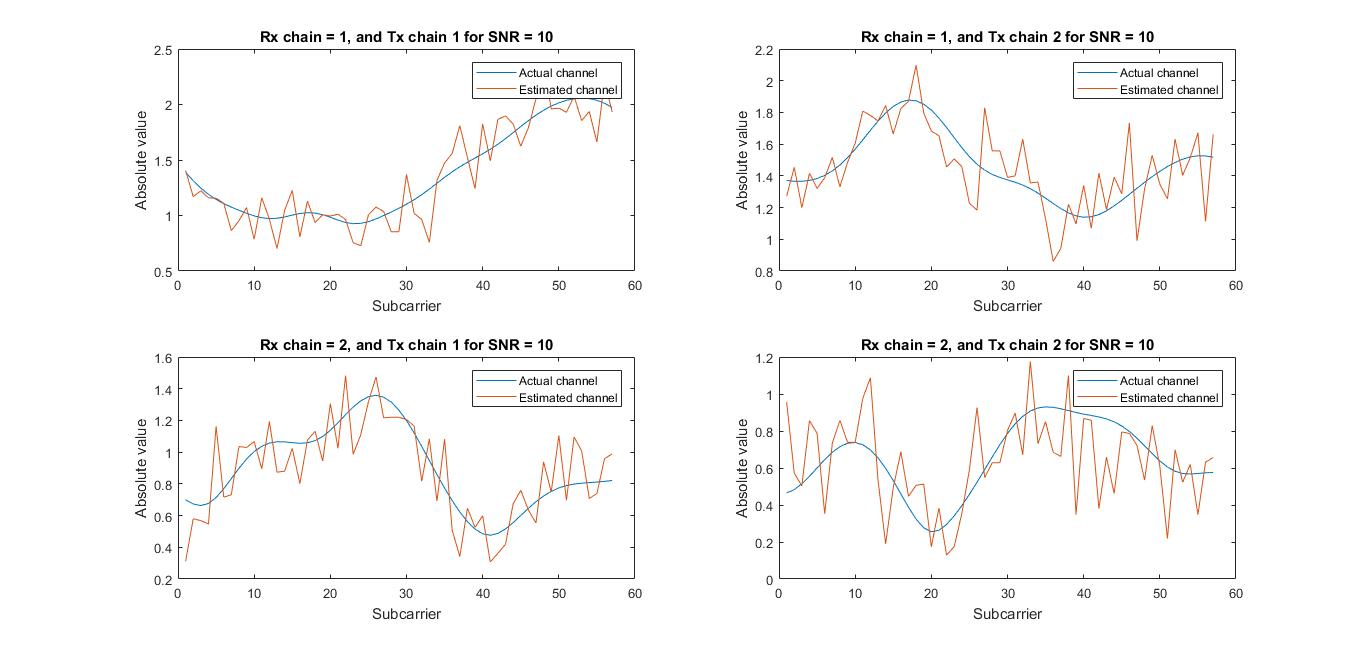 Rx chain = 1, and Tx chain 1 for SNR = 10
2.5
2
1.5
1
0.5
Absolute value
Actual channel
Estimated channel
0 10 20 30 40 50 60
Subcarrier
Rx chain = 1, and Tx chain 2 for SNR = 10
2.2
2
1.8
1.6
1.4
1.2
1
0.8
Absolute value
Actual channel
Estimated channel
0 10 20 30 40 50 60
Subcarrier
Rx chain = 2, and Tx chain 1 for SNR = 10
1.6
1.4
1.2
1
0.8
0.6
0.4
0.2
Absolute value
Actual channel
Estimated channel
0 10 20 30 40 50 60
Subcarrier
Rx chain = 2, and Tx chain 2 for SNR = 10
1.2
1
0.8
0.6
0.4
0.2
0
Absolute value
Actual channel
Estimated channel
0 10 20 30 40 50 60
Subcarrier